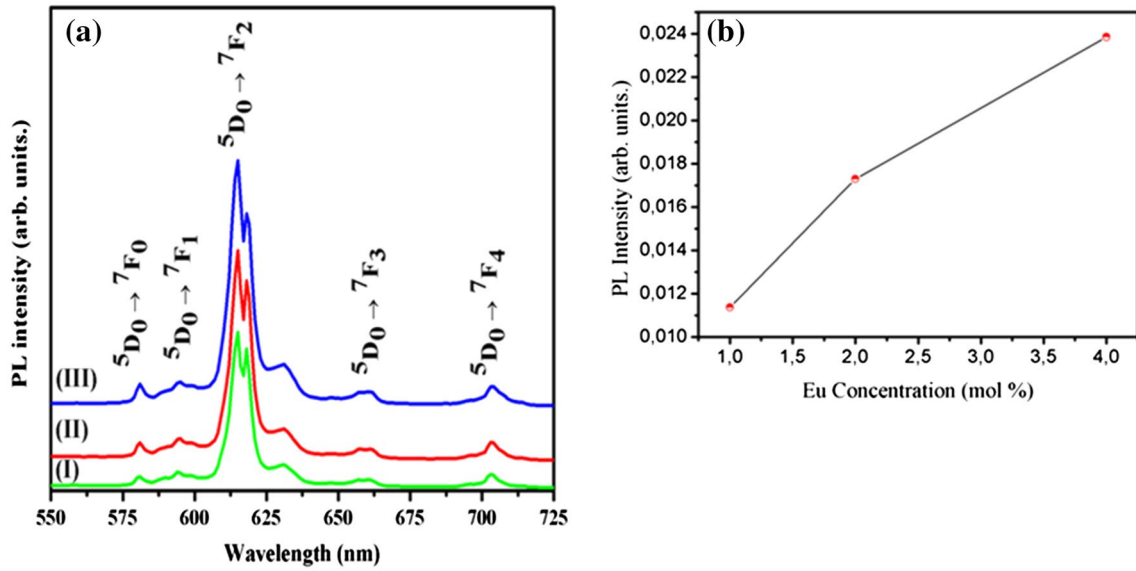 (a)
⁵D₀ → ⁷F₀
⁵D₀ → ⁷F₁
⁵D₀ → ⁷F₂
⁵D₀ → ⁷F₃
⁵D₀ → ⁷F₄
PL intensity (arb. units.)
(III)
(II)
(I)
550 575 600 625 650 675 700 725
Wavelength (nm)
(b)
PL Intensity (arb. units.)
0,024
0,022
0,020
0,018
0,016
0,014
0,012
0,010
1,0 1,5 2,0 2,5 3,0 3,5 4,0
Eu Concentration (mol %)